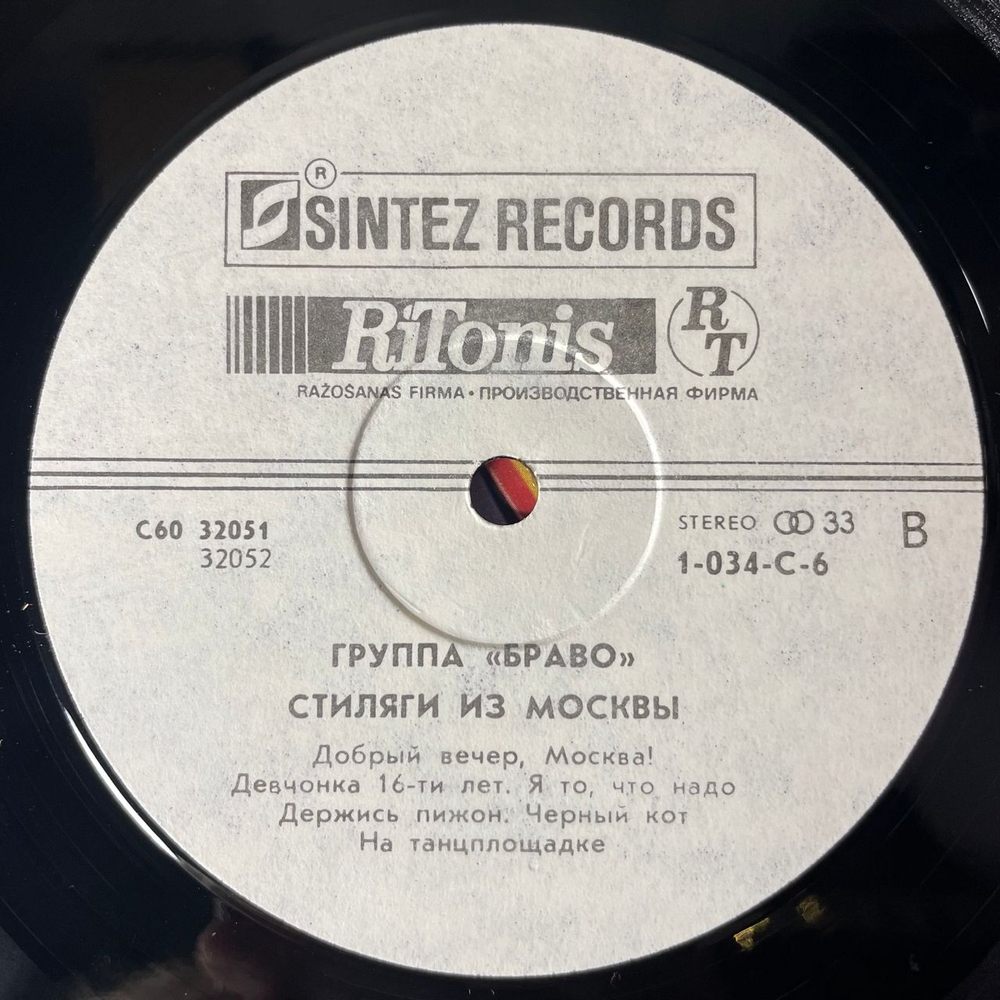 ®
SINTEZ RECORDS
RiTonis RT
RAŽOŠANAS FIRMA • ПРОИЗВОДСТВЕННАЯ ФИРМА
С60 32051
32052
STEREO 33
1-034-C-6
B
ГРУППА «БРАВО»
СТИЛЯГИ ИЗ МОСКВЫ
Добрый вечер, Москва!
Девчонка 16-ти лет. Я то, что надо
Держись пижон. Черный кот
На танцплощадке